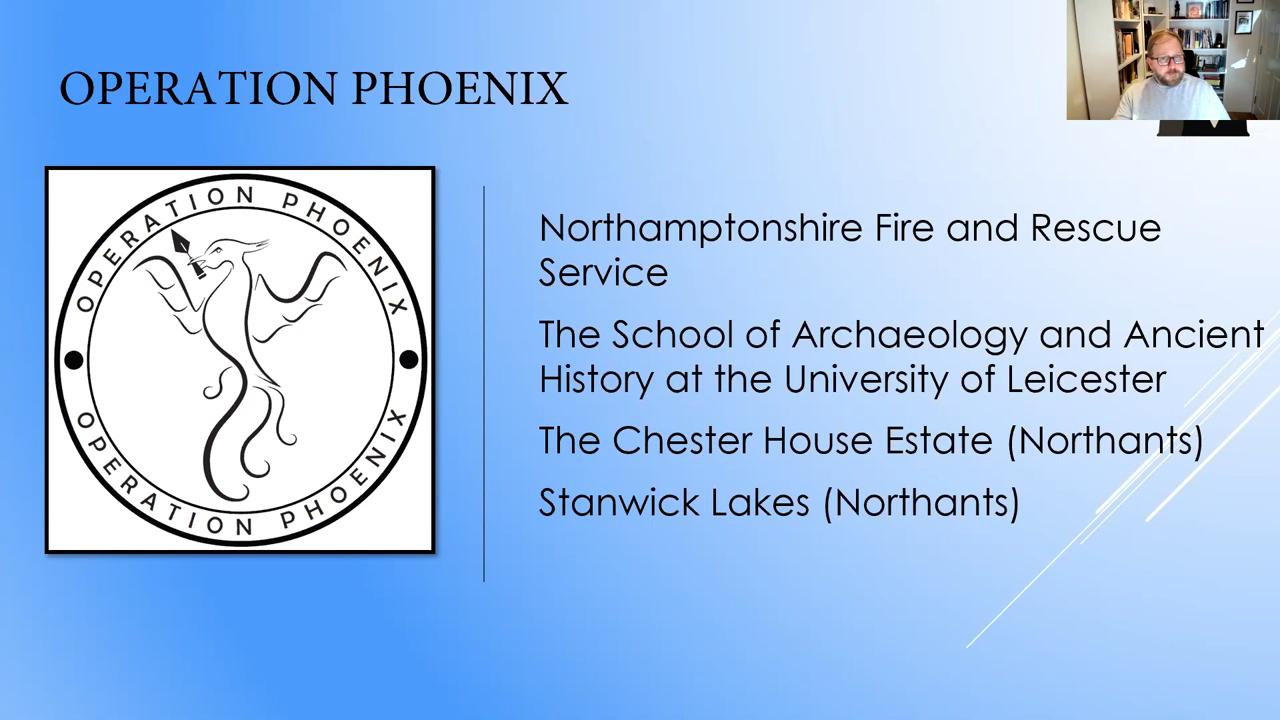 OPERATION PHOENIX
OPERATION PHOENIX
OPERATION PHOENIX
Northamptonshire Fire and Rescue
Service
The School of Archaeology and Ancient
History at the University of Leicester
The Chester House Estate (Northants)
Stanwick Lakes (Northants)